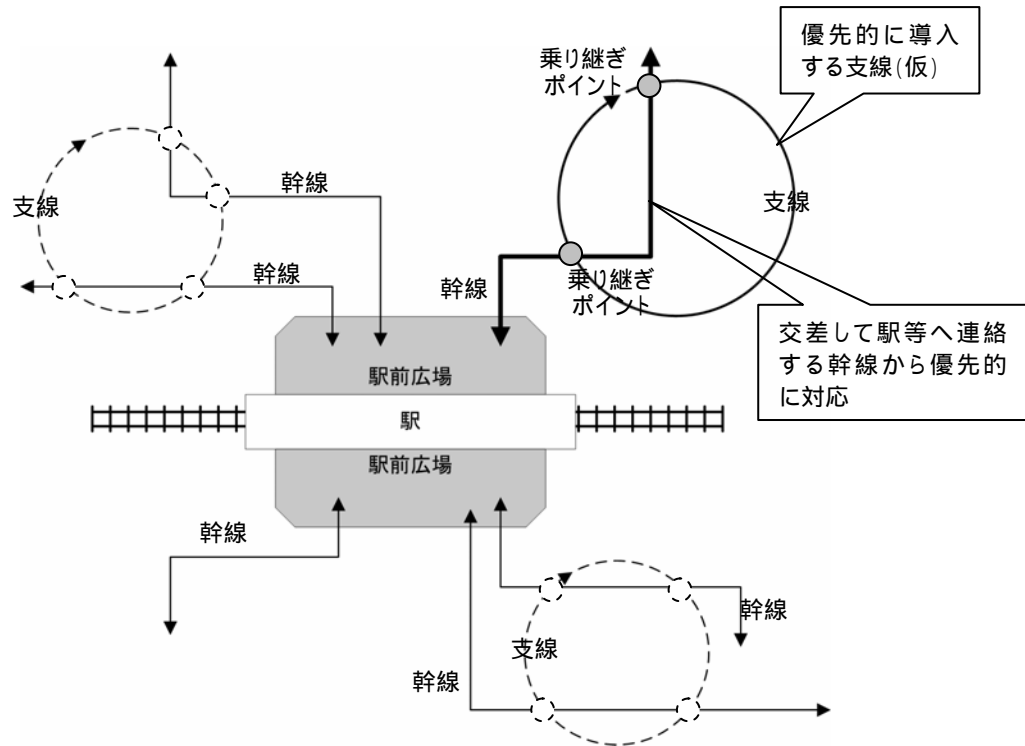 優先的に導入
する支線(仮)
乗り継ぎ
ポイント
幹線
支線
支線
幹線
幹線
乗り継ぎ
ポイント
交差して駅等へ連絡
する幹線から優先的
に対応
駅前広場
駅
駅前広場
幹線
幹線
支線
幹線